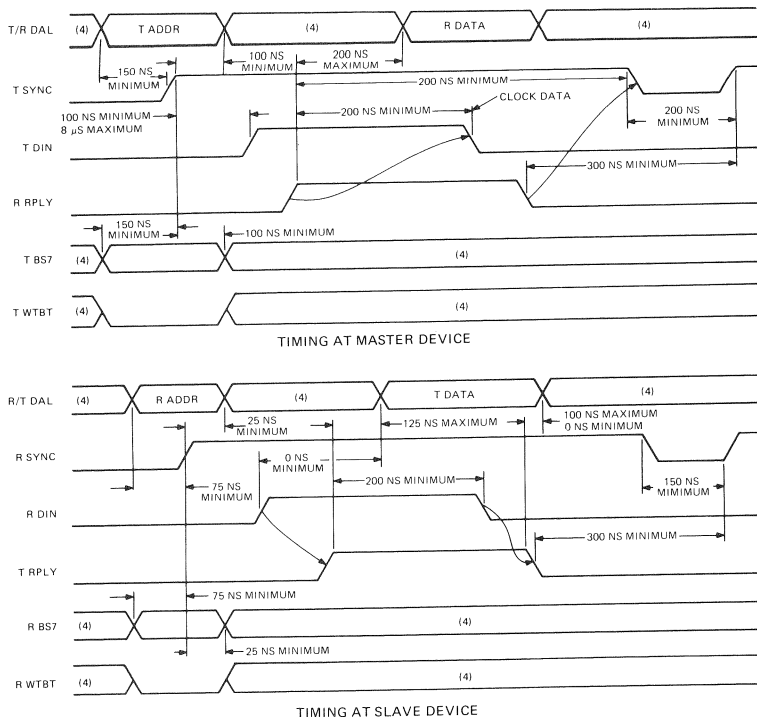 T/R DAL (4) T ADDR (4) R DATA (4)
100 NS MINIMUM
200 NS MAXIMUM
150 NS MINIMUM
200 NS MINIMUM
T SYNC
CLOCK DATA
100 NS MINIMUM
8 µS MAXIMUM
200 NS MINIMUM
200 NS MINIMUM
T DIN
300 NS MINIMUM
R RPLY
150 NS MINIMUM
100 NS MINIMUM
T BS7 (4) (4)
T WTBT (4) (4)
TIMING AT MASTER DEVICE
R/T DAL (4) R ADDR (4) T DATA (4)
25 NS MINIMUM
125 NS MAXIMUM
100 NS MAXIMUM
0 NS MINIMUM
R SYNC
0 NS MINIMUM
75 NS MINIMUM
200 NS MINIMUM
150 NS MIMIMUM
R DIN
300 NS MINIMUM
T RPLY
75 NS MINIMUM
R BS7 (4) (4)
25 NS MINIMUM
R WTBT (4) (4)
TIMING AT SLAVE DEVICE